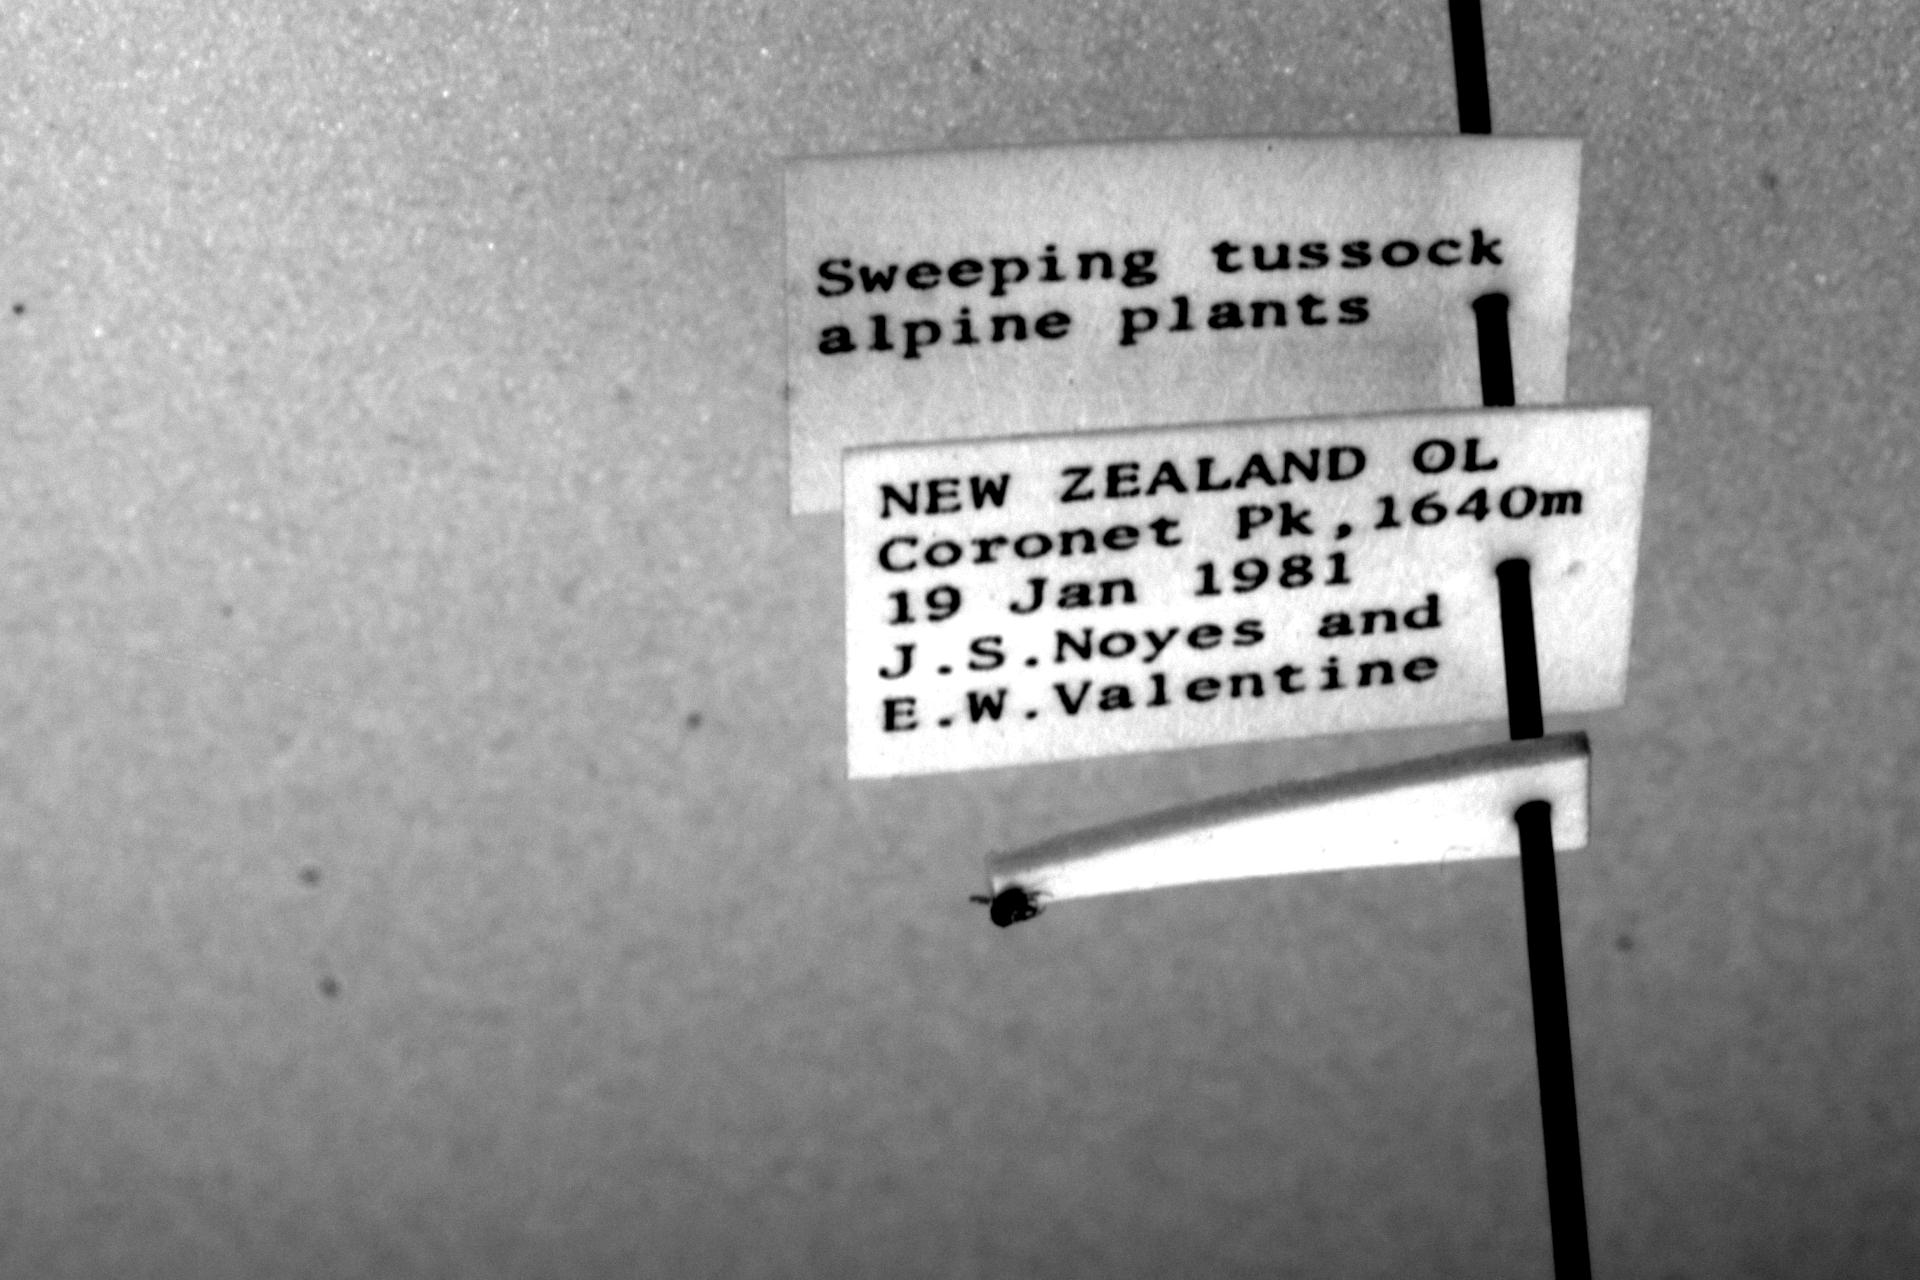 Sweeping tussock
alpine plants
NEW ZEALAND OL
Coronet Pk,1640m
19 Jan 1981
J.S.Noyes and
E.W.Valentine